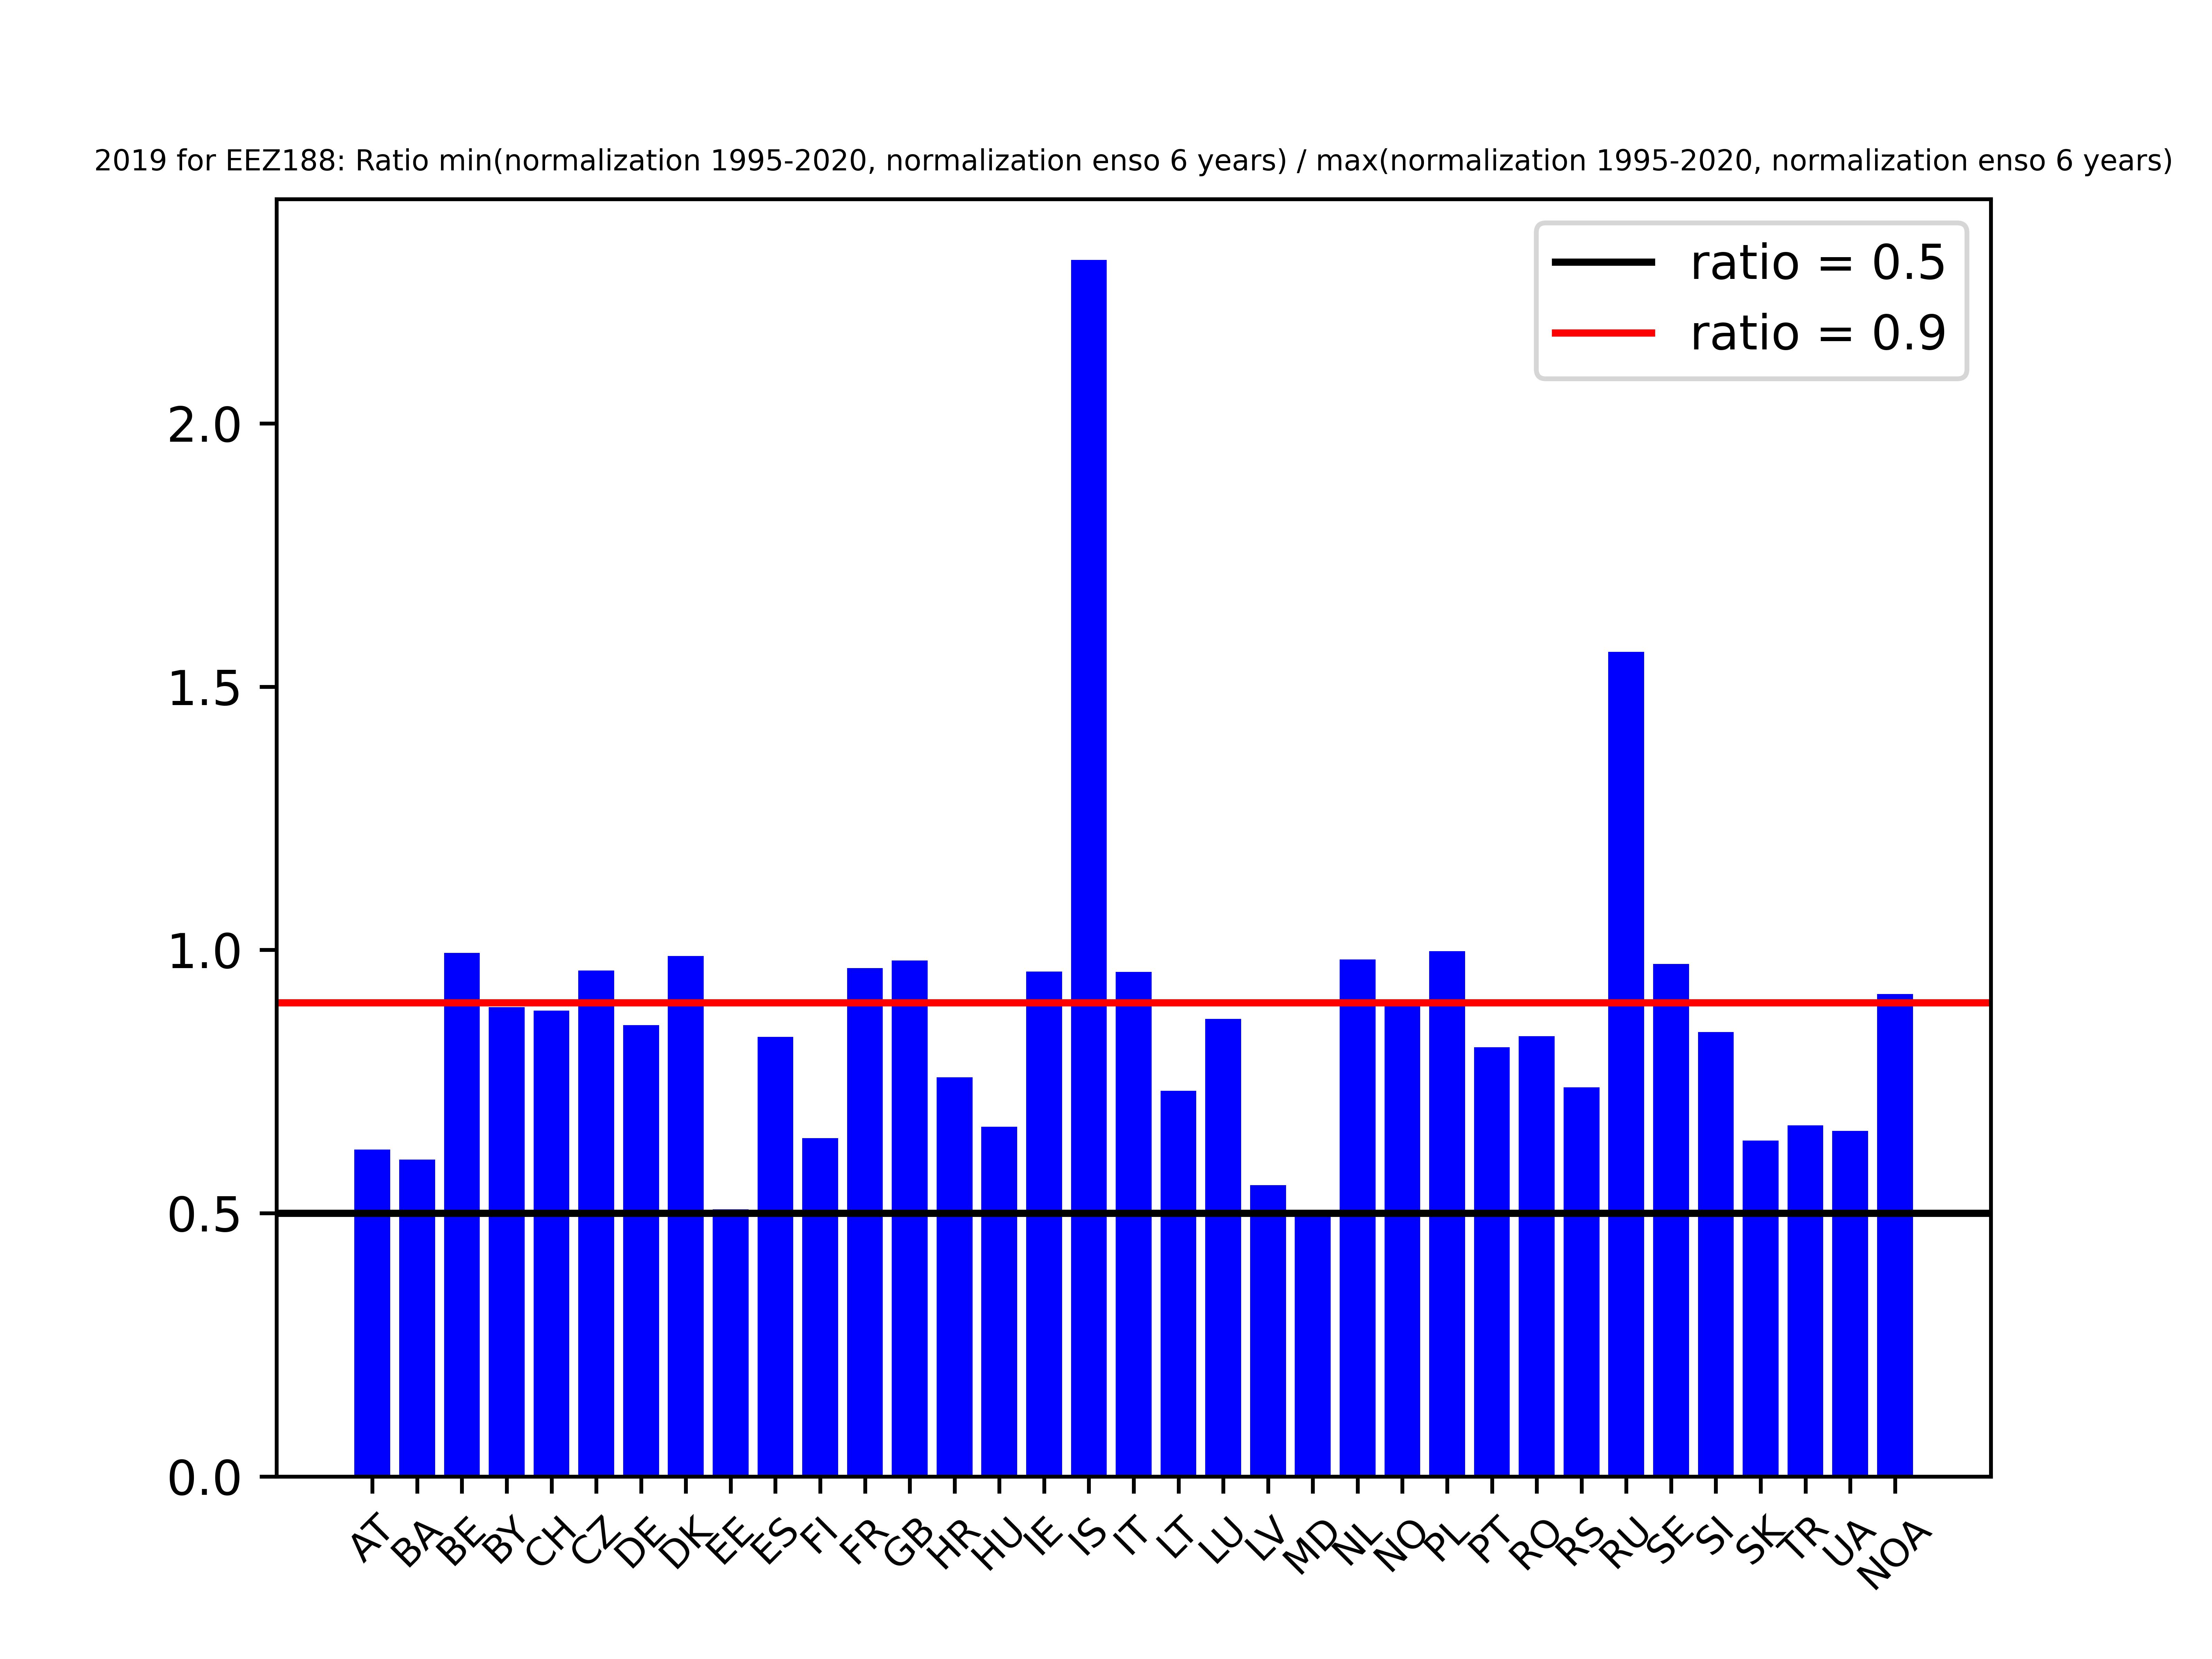 2019 for EEZ188: Ratio min(normalization 1995-2020, normalization enso 6 years) / max(normalization 1995-2020, normalization enso 6 years)
ratio = 0.5
ratio = 0.9
2.0
1.5
1.0
0.5
0.0
AT BA BE BY CH CZ DE DK EE ES FI FR GB HR HU IE IS IT LT LU LV MD NL NO PL PT RO RS RU SE SI SK TR UA NOA